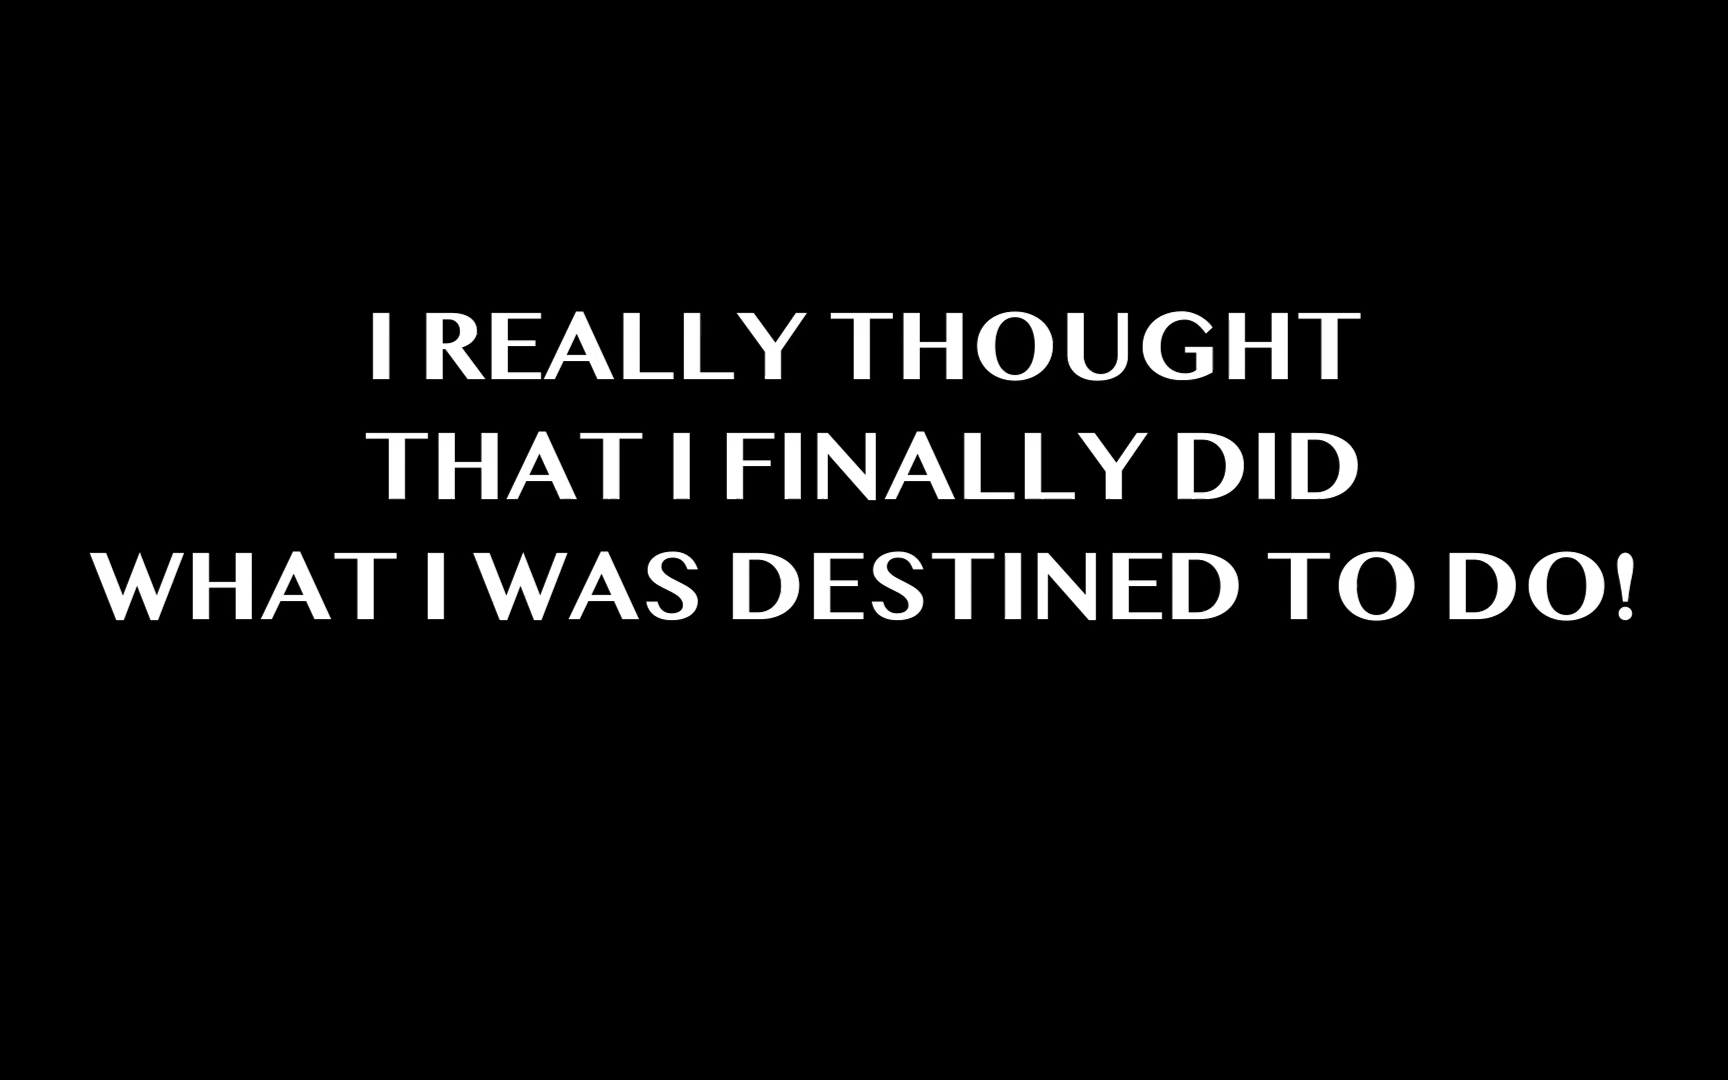 I REALLY THOUGHT
THAT I FINALLY DID
WHAT I WAS DESTINED TO DO!